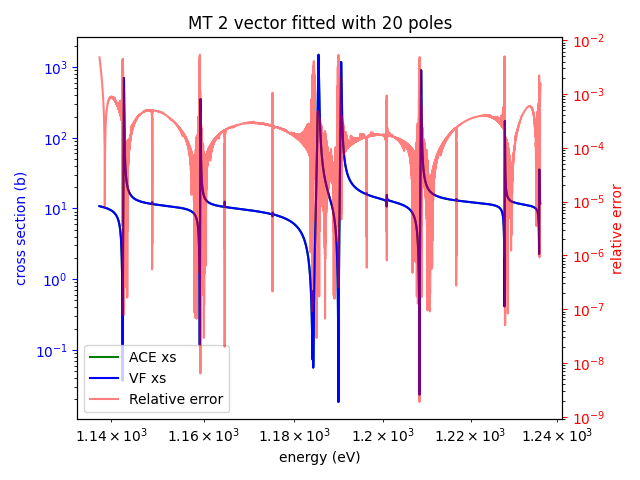 MT 2 vector fitted with 20 poles
10³
10²
10¹
10⁰
10⁻¹
cross section (b)
10⁻²
10⁻³
10⁻⁴
10⁻⁵
10⁻⁶
10⁻⁷
10⁻⁸
10⁻⁹
relative error
ACE xs
VF xs
Relative error
1.14 × 10³ 1.16 × 10³ 1.18 × 10³ 1.2 × 10³ 1.22 × 10³ 1.24 × 10³
energy (eV)